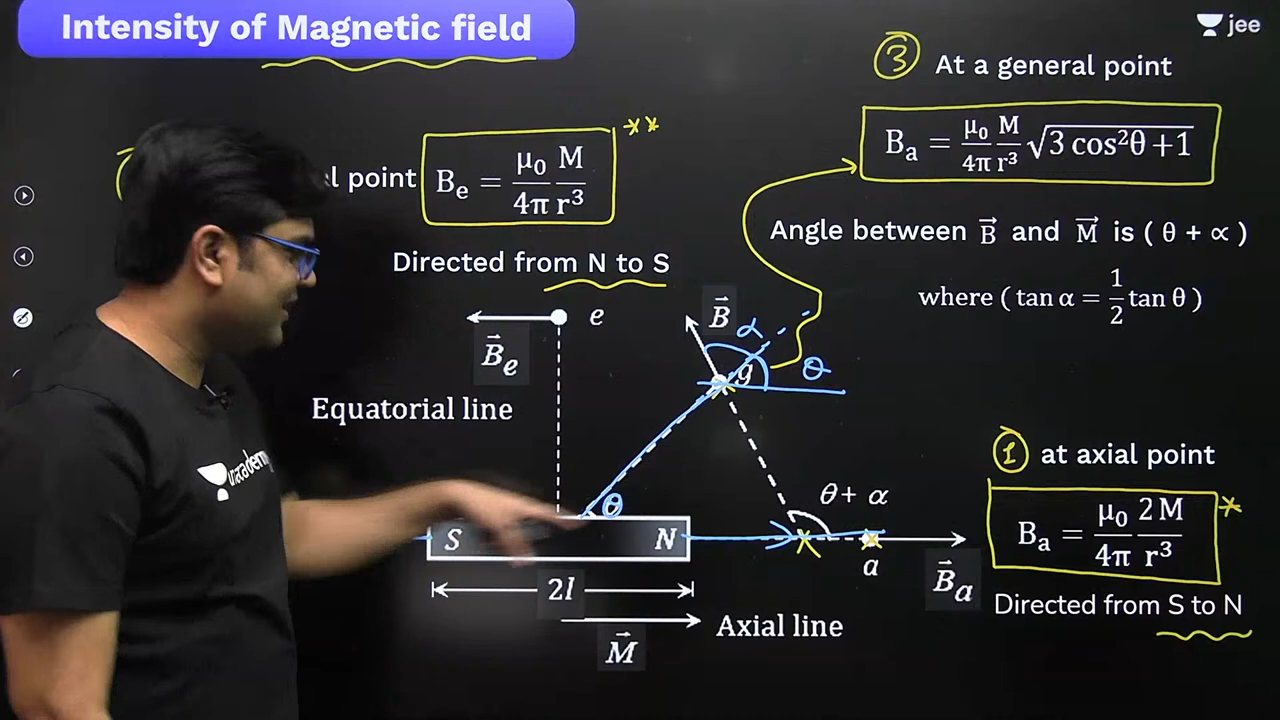 Intensity of Magnetic field
jee
③ At a general point
Bₐ = μ₀/4π M/r³ √3 cos²θ +1
l point Bₑ = μ₀/4π M/r³ **
Angle between B⃗ and M⃗ is ( θ + ∝ )
Directed from N to S
where ( tan α = 1/2 tan θ )
e
B⃗ₑ
B⃗
α
g
θ
Equatorial line
① at axial point
Bₐ = μ₀/4π 2 M/r³ *
θ + α
θ
S N
a
B⃗ₐ
Directed from S to N
2l
M⃗
Axial line